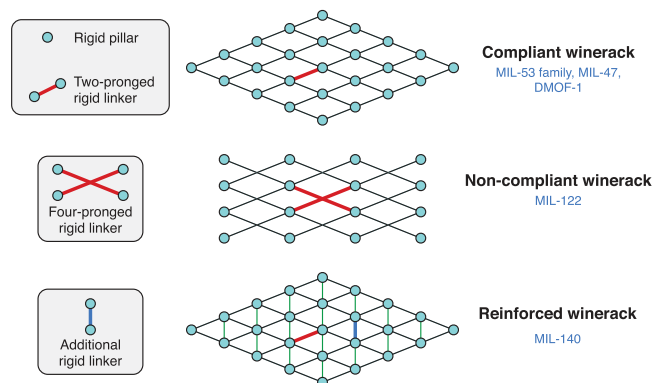 Rigid pillar
Two-pronged
rigid linker
Compliant winerack
MIL-53 family, MIL-47,
DMOF-1
Four-pronged
rigid linker
Non-compliant winerack
MIL-122
Additional
rigid linker
Reinforced winerack
MIL-140